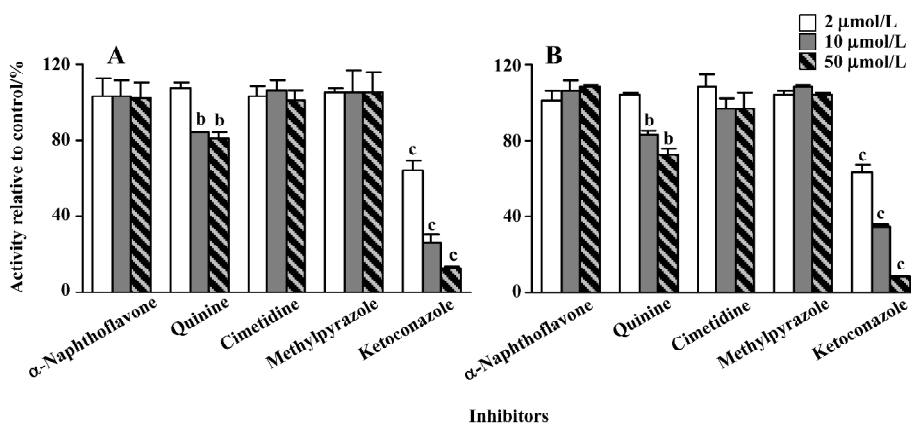 2 µmol/L
10 µmol/L
50 µmol/L
A
B
Activity relative to control/%
120
80
40
0
b b
c
c
c
α-Naphthoflavone
Quinine
Cimetidine
Methylpyrazole
Ketoconazole
120
80
40
0
b
b
c
c
c
α-Naphthoflavone
Quinine
Cimetidine
Methylpyrazole
Ketoconazole
Inhibitors